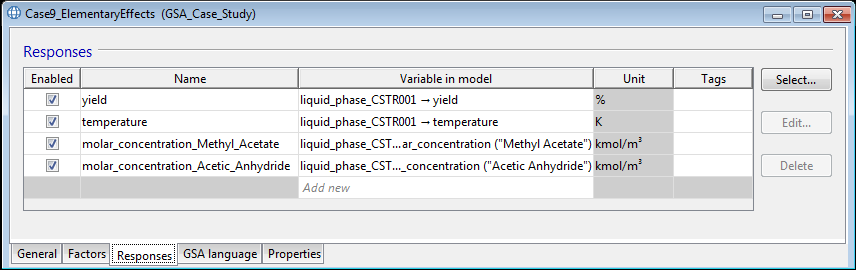 Case9_ElementaryEffects (GSA_Case_Study)
Responses
Enabled Name Variable in model Unit Tags
yield liquid_phase_CSTR001 → yield %
temperature liquid_phase_CSTR001 → temperature K
molar_concentration_Methyl_Acetate liquid_phase_CST...ar_concentration ("Methyl Acetate") kmol/m³
molar_concentration_Acetic_Anhydride liquid_phase_CST..._concentration ("Acetic Anhydride") kmol/m³
Add new
Select...
Edit...
Delete
General Factors Responses GSA language Properties